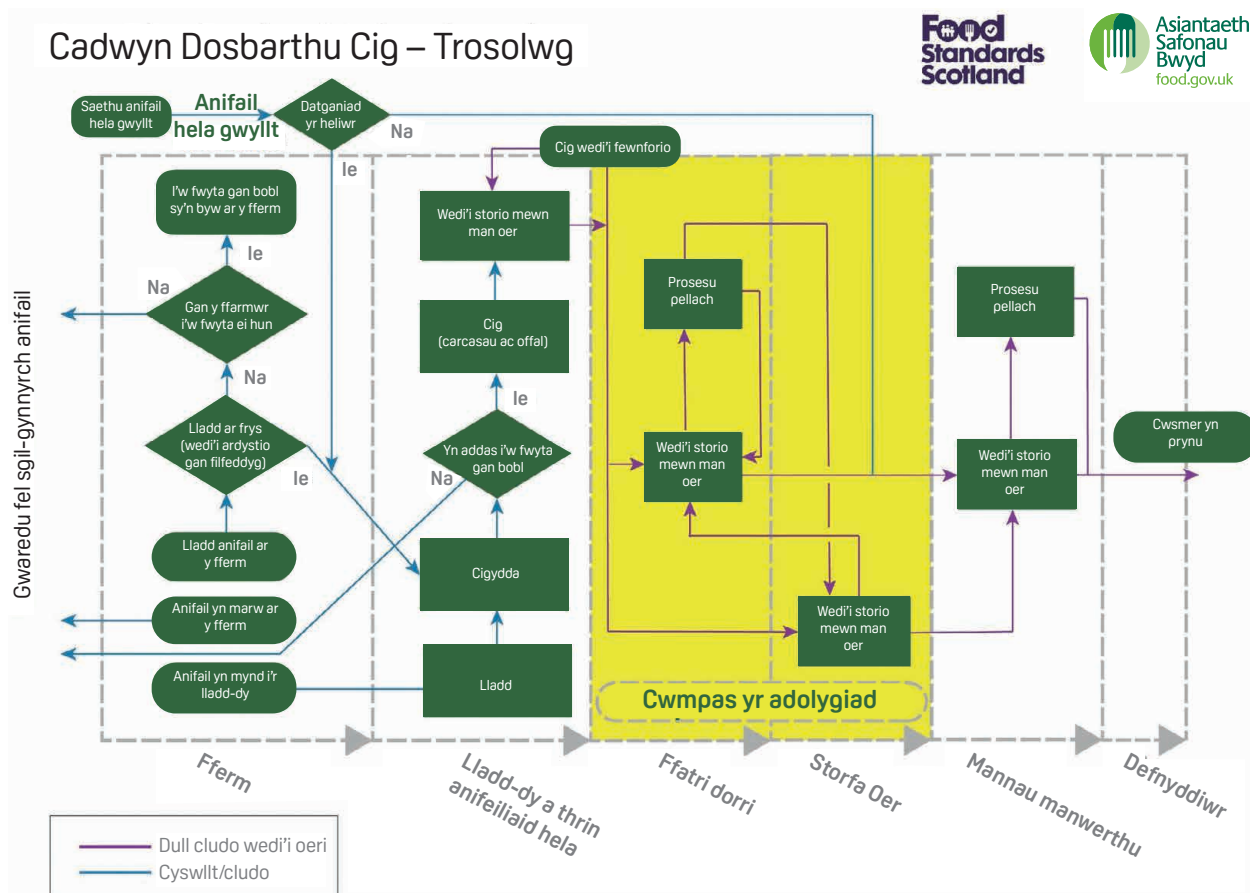 Cadwyn Dosbarthu Cig – Trosolwg
Food
Standards
Scotland
Asiantaeth
Safonau
Bwyd
food.gov.uk
Saethu anifail
hela gwyllt
Anifail
hela gwyllt
Datganiad
yr heliwr
Na
Ie
Cig wedi'i fewnforio
I'w fwyta gan bobl
sy'n byw ar y fferm
Ie
Na
Gan y ffarmwr
i'w fwyta ei hun
Na
Lladd ar frys
(wedi'i ardystio
gan filfeddyg)
Ie
Lladd anifail ar
y fferm
Anifail yn marw ar
y fferm
Anifail yn mynd i'r
lladd-dy
Gwaredu fel sgil-gynnyrch anifail
Wedi'i storio mewn
man oer
Cig
(carcasau ac offal)
Ie
Yn addas i'w fwyta
gan bobl
Na
Cigydda
Lladd
Prosesu
pellach
Wedi'i storio
mewn man
oer
Wedi'i storio
mewn man
oer
Cwmpas yr adolygiad
Prosesu
pellach
Wedi'i storio
mewn man
oer
Cwsmer yn
prynu
Fferm
Lladd-dy a thrin
anifeiliaid hela
Ffatri dorri
Storfa Oer
Mannau manwerthu
Defnyddiwr
Dull cludo wedi'i oeri
Cyswllt/cludo